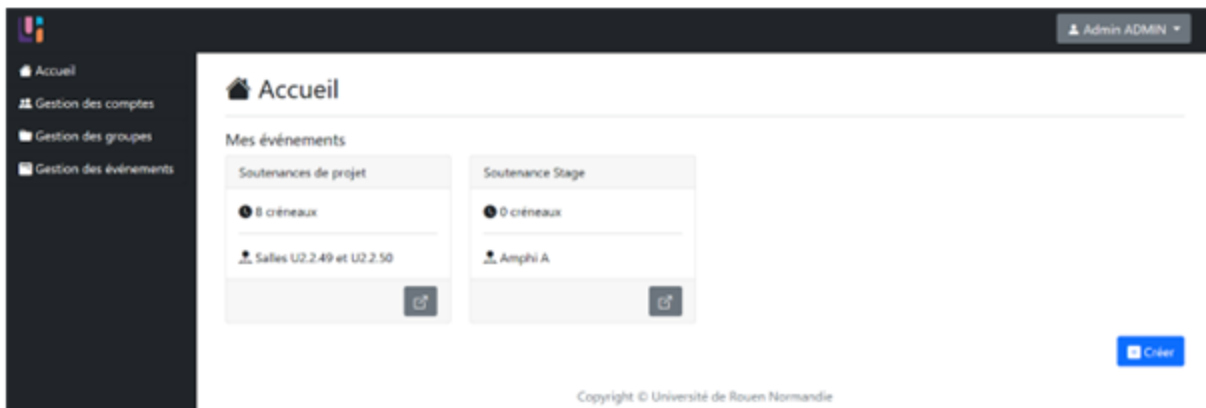 Admin ADMIN
Accueil
Gestion des comptes
Gestion des groupes
Gestion des événements
Accueil
Mes événements
Soutenances de projet
8 créneaux
Salles U2.2.49 et U2.2.50
Soutenance Stage
0 créneaux
Amphi A
Créer
Copyright © Université de Rouen Normandie